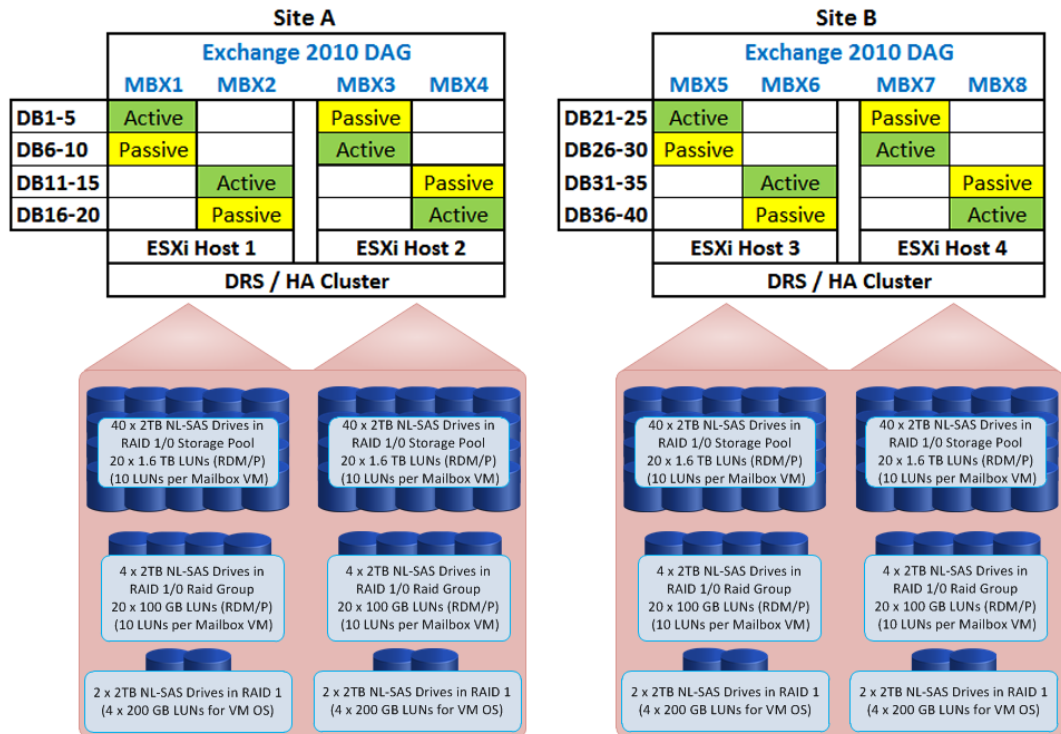 Site A
Exchange 2010 DAG
MBX1 MBX2 MBX3 MBX4
DB1-5 Active Passive
DB6-10 Passive Active
DB11-15 Active Passive
DB16-20 Passive Active
ESXi Host 1 ESXi Host 2
DRS / HA Cluster
40 x 2TB NL-SAS Drives in
RAID 1/0 Storage Pool
20 x 1.6 TB LUNs (RDM/P)
(10 LUNs per Mailbox VM)
40 x 2TB NL-SAS Drives in
RAID 1/0 Storage Pool
20 x 1.6 TB LUNs (RDM/P)
(10 LUNs per Mailbox VM)
4 x 2TB NL-SAS Drives in
RAID 1/0 Raid Group
20 x 100 GB LUNs (RDM/P)
(10 LUNs per Mailbox VM)
4 x 2TB NL-SAS Drives in
RAID 1/0 Raid Group
20 x 100 GB LUNs (RDM/P)
(10 LUNs per Mailbox VM)
2 x 2TB NL-SAS Drives in RAID 1
(4 x 200 GB LUNs for VM OS)
2 x 2TB NL-SAS Drives in RAID 1
(4 x 200 GB LUNs for VM OS)
Site B
Exchange 2010 DAG
MBX5 MBX6 MBX7 MBX8
DB21-25 Active Passive
DB26-30 Passive Active
DB31-35 Active Passive
DB36-40 Passive Active
ESXi Host 3 ESXi Host 4
DRS / HA Cluster
40 x 2TB NL-SAS Drives in
RAID 1/0 Storage Pool
20 x 1.6 TB LUNs (RDM/P)
(10 LUNs per Mailbox VM)
40 x 2TB NL-SAS Drives in
RAID 1/0 Storage Pool
20 x 1.6 TB LUNs (RDM/P)
(10 LUNs per Mailbox VM)
4 x 2TB NL-SAS Drives in
RAID 1/0 Raid Group
20 x 100 GB LUNs (RDM/P)
(10 LUNs per Mailbox VM)
4 x 2TB NL-SAS Drives in
RAID 1/0 Raid Group
20 x 100 GB LUNs (RDM/P)
(10 LUNs per Mailbox VM)
2 x 2TB NL-SAS Drives in RAID 1
(4 x 200 GB LUNs for VM OS)
2 x 2TB NL-SAS Drives in RAID 1
(4 x 200 GB LUNs for VM OS)